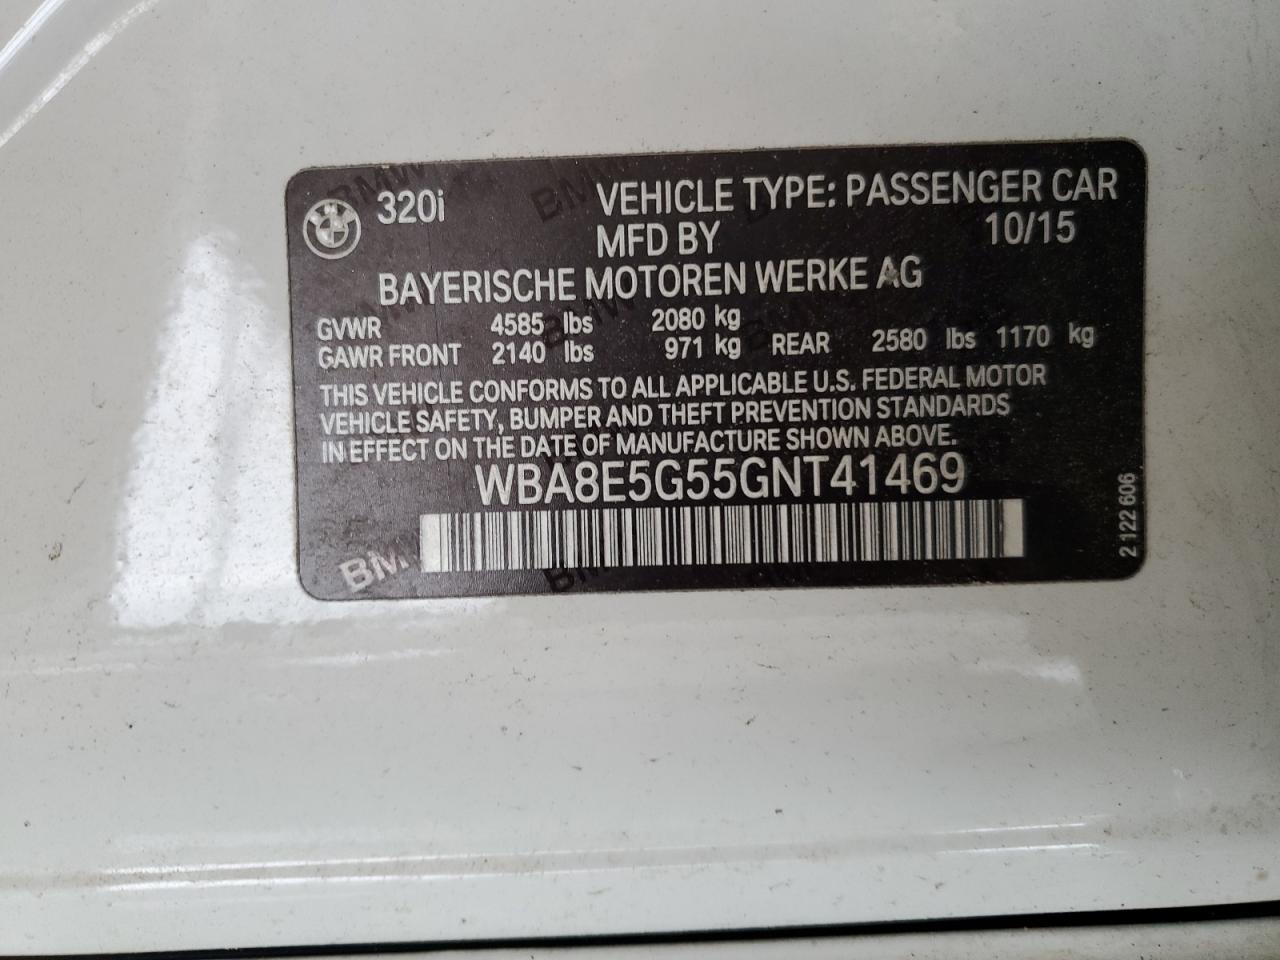 320i VEHICLE TYPE: PASSENGER CAR
MFD BY 10/15
BAYERISCHE MOTOREN WERKE AG
GVWR 4585 lbs 2080 kg
GAWR FRONT 2140 lbs 971 kg REAR 2580 lbs 1170 kg
THIS VEHICLE CONFORMS TO ALL APPLICABLE U.S. FEDERAL MOTOR
VEHICLE SAFETY, BUMPER AND THEFT PREVENTION STANDARDS
IN EFFECT ON THE DATE OF MANUFACTURE SHOWN ABOVE.
WBA8E5G55GNT41469
2 122 606
BMW